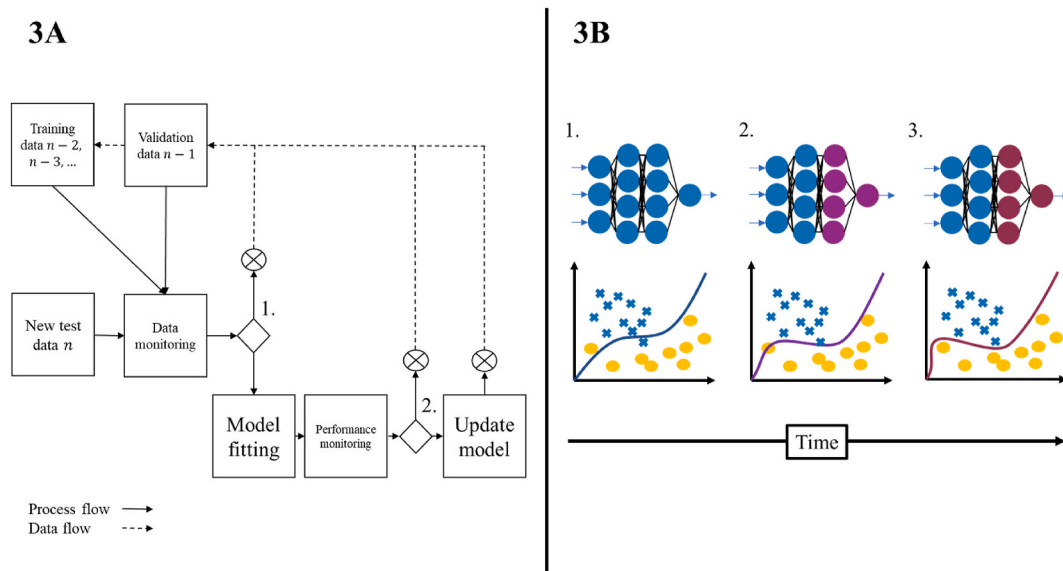 3A
Training
data n − 2,
n − 3, ...
Validation
data n − 1
1.
New test
data n
Data
monitoring
2.
Model
fitting
Performance
monitoring
Update
model
Process flow
Data flow
3B
1.
2.
3.
Time